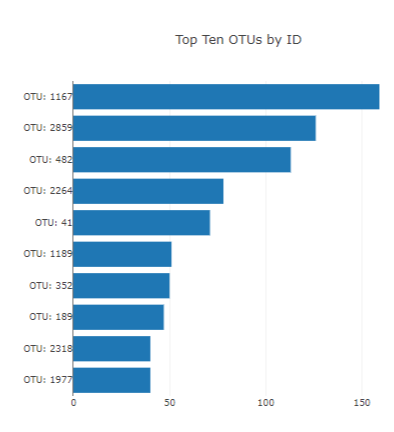 Top Ten OTUs by ID
OTU: 1167
OTU: 2859
OTU: 482
OTU: 2264
OTU: 41
OTU: 1189
OTU: 352
OTU: 189
OTU: 2318
OTU: 1977
0 50 100 150